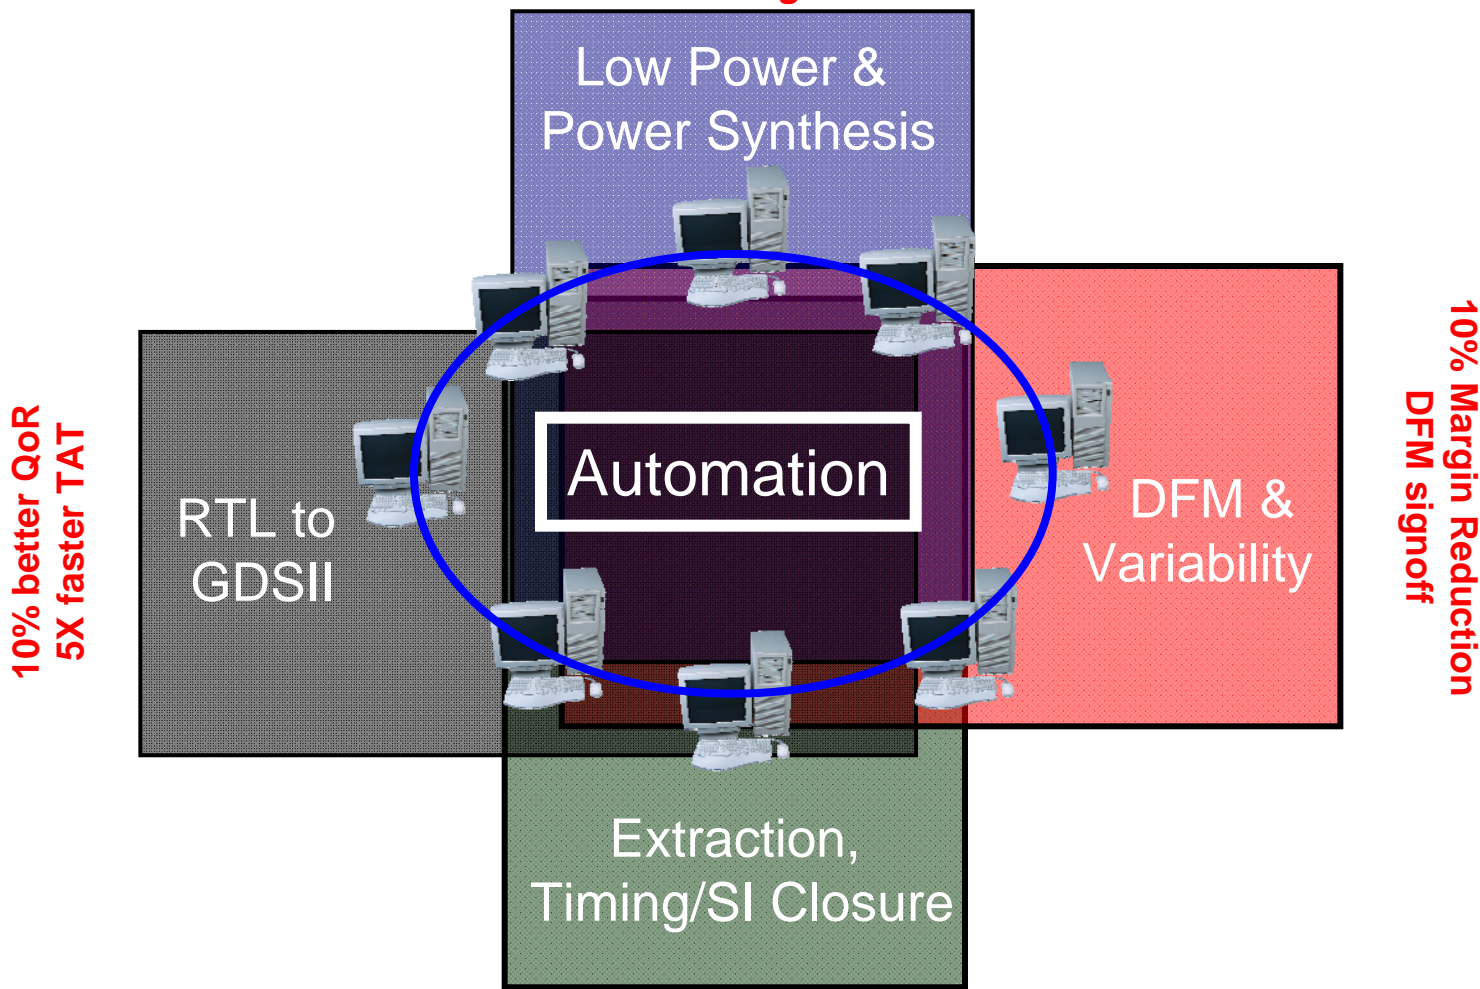 Low Power &
Power Synthesis
10% better QoR
5X faster TAT
RTL to
GDSII
Automation
DFM &
Variability
10% Margin Reduction
DFM signoff
Extraction,
Timing/SI Closure